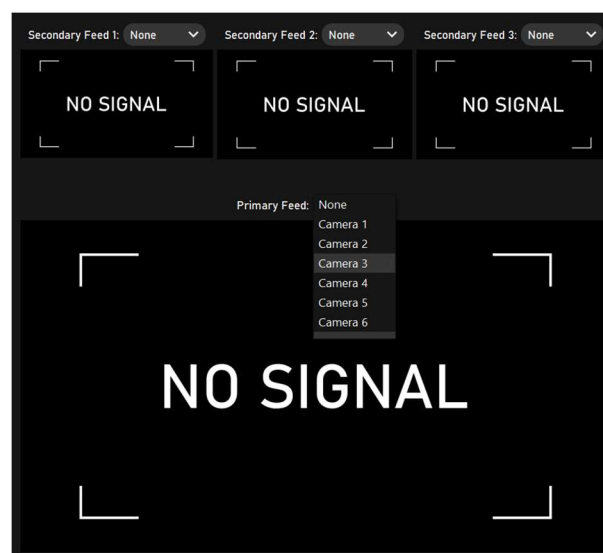 Secondary Feed 1: None
Secondary Feed 2: None
Secondary Feed 3: None
NO SIGNAL
NO SIGNAL
NO SIGNAL
Primary Feed: None
Camera 1
Camera 2
Camera 3
Camera 4
Camera 5
Camera 6
NO SIGNAL